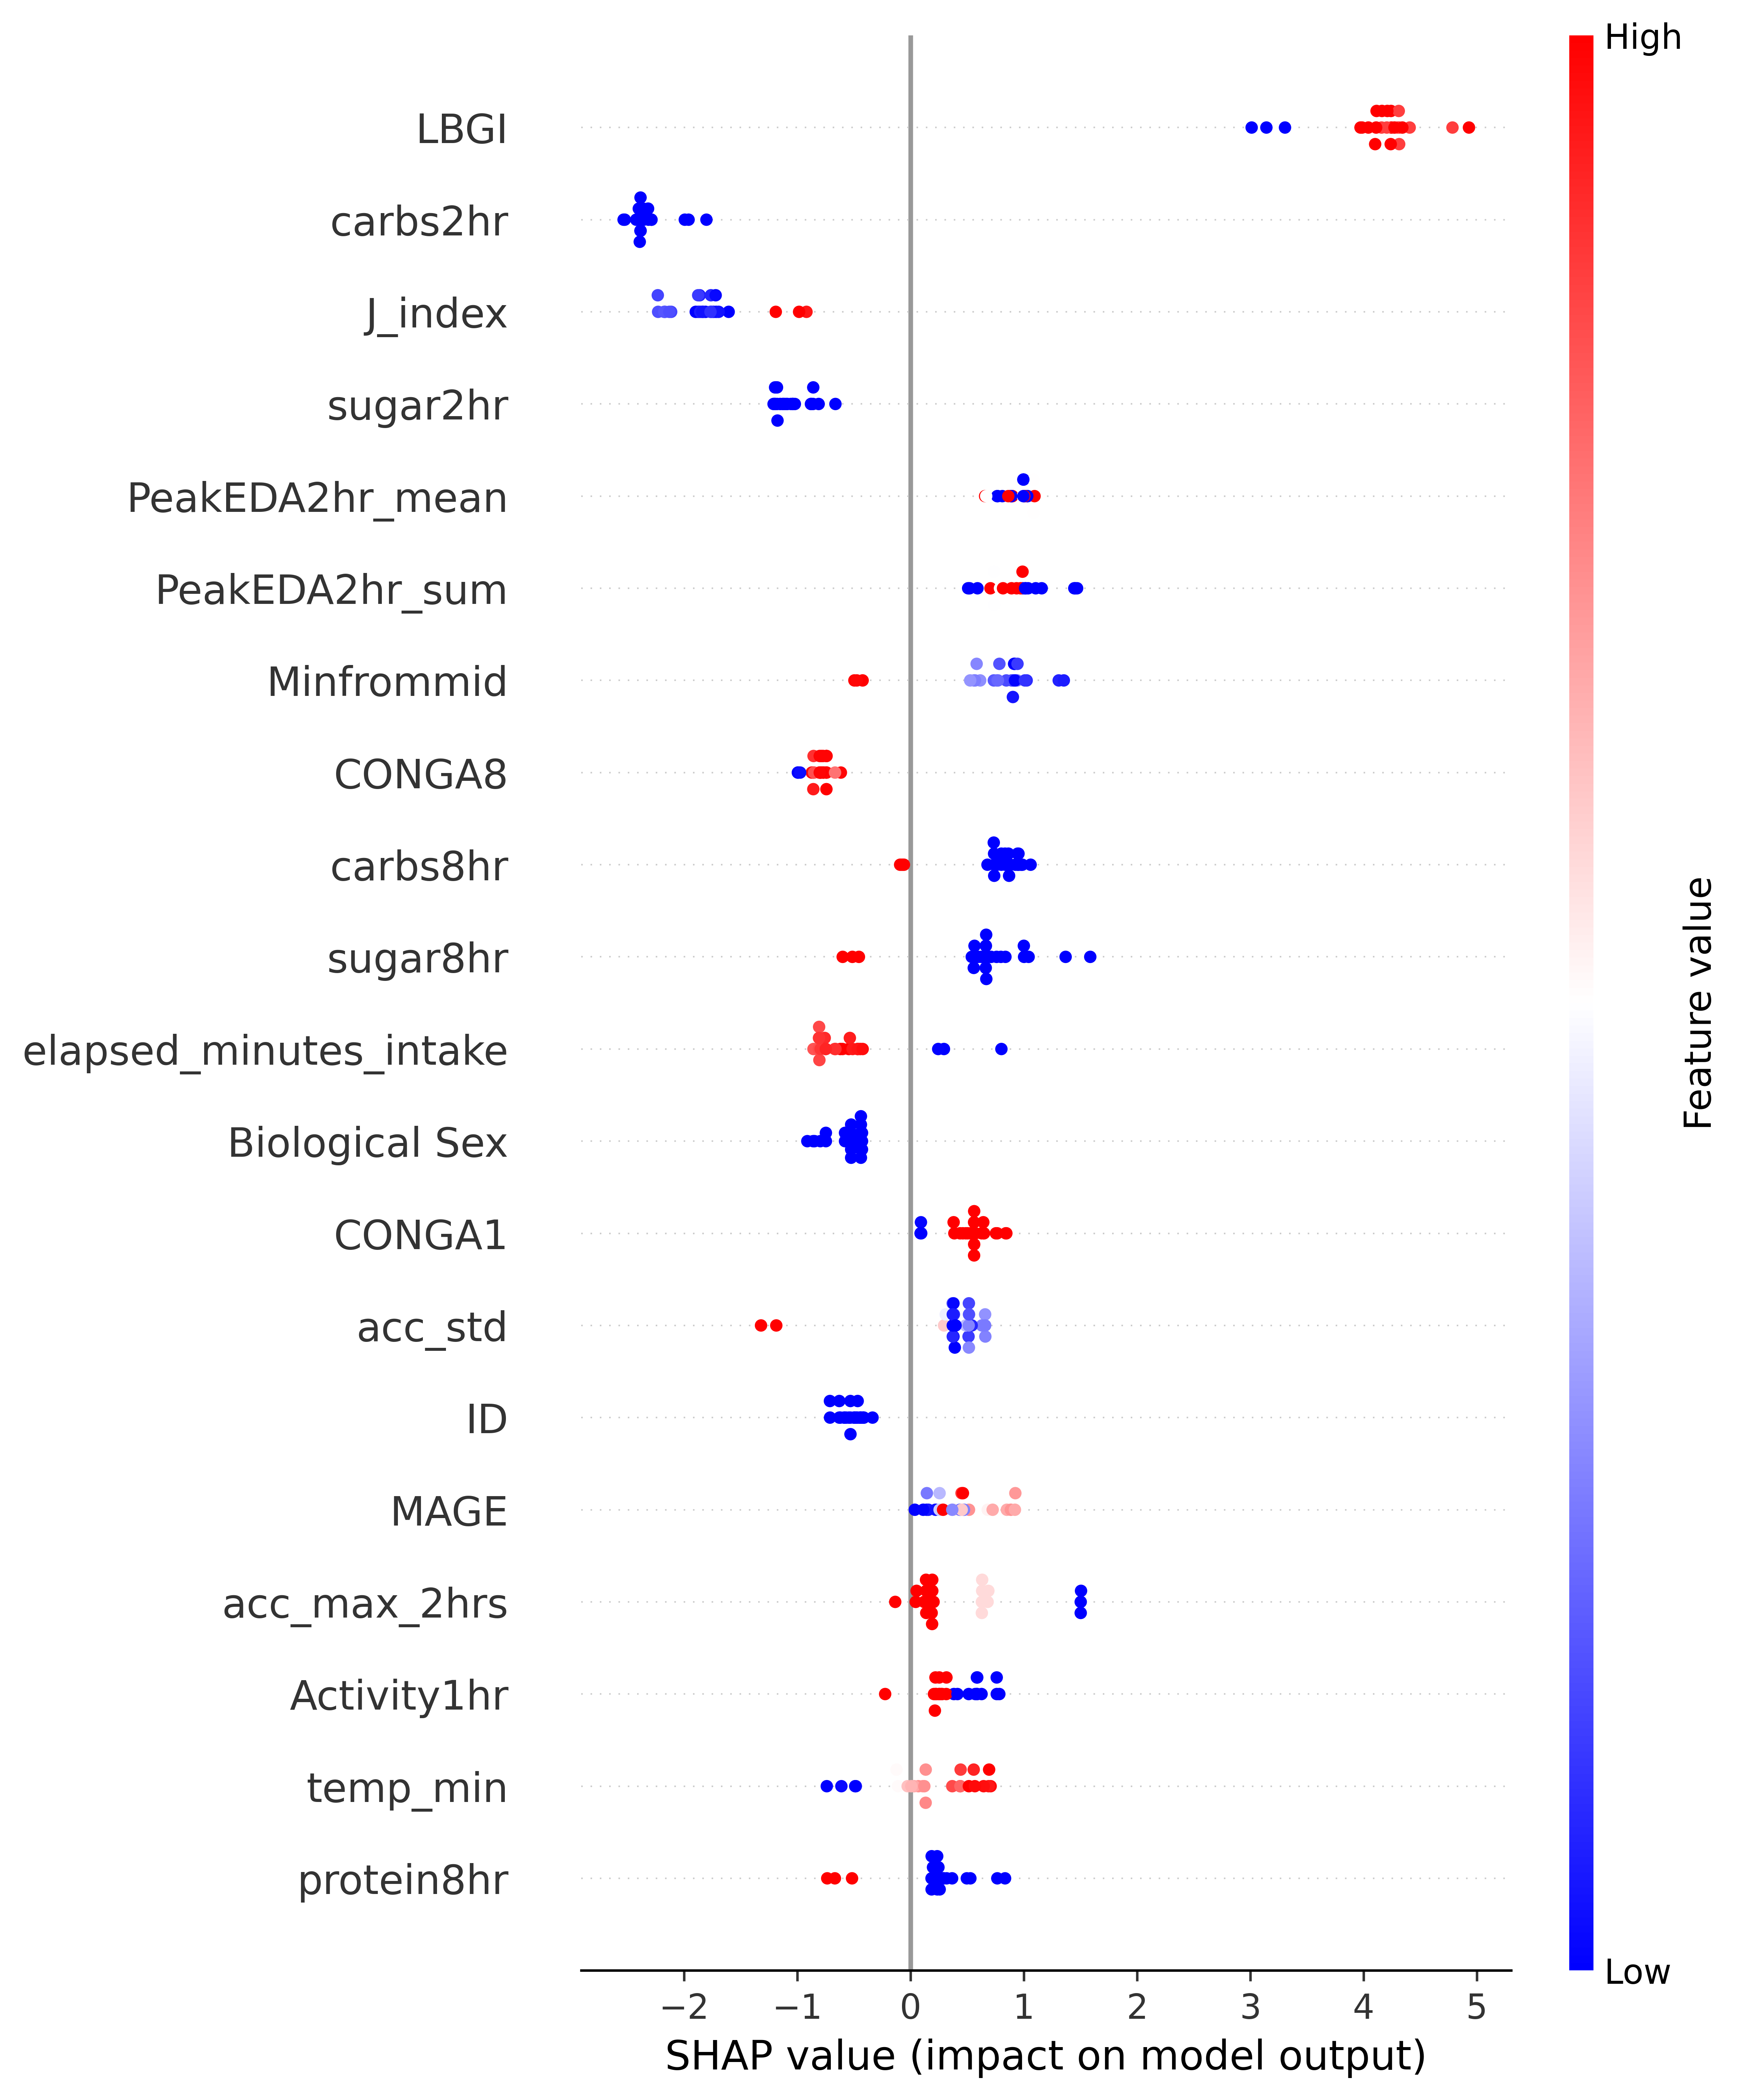 High
LBGI
carbs2hr
J_index
sugar2hr
PeakEDA2hr_mean
PeakEDA2hr_sum
Minfrommid
CONGA8
carbs8hr
sugar8hr
elapsed_minutes_intake
Biological Sex
CONGA1
acc_std
ID
MAGE
acc_max_2hrs
Activity1hr
temp_min
protein8hr
Feature value
Low
−2 −1 0 1 2 3 4 5
SHAP value (impact on model output)